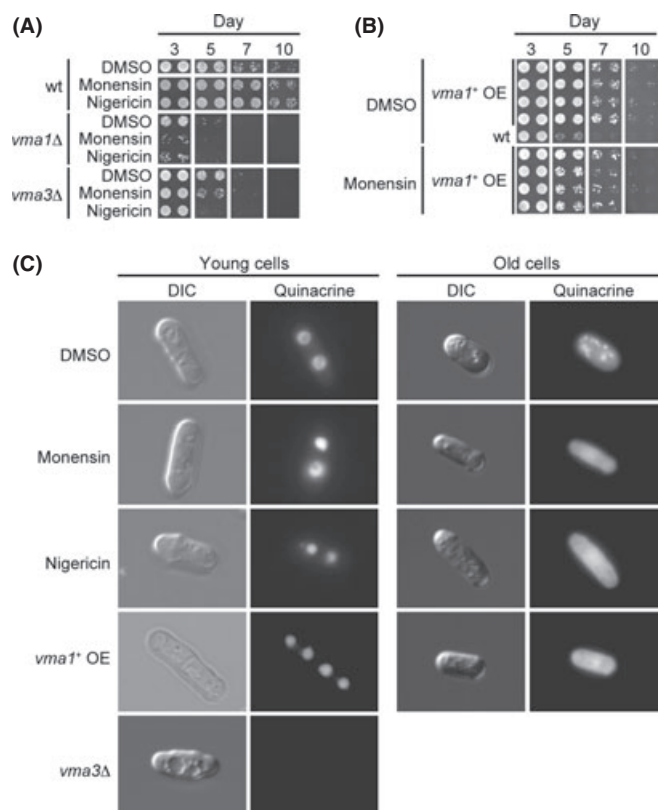 (A)
Day
3 5 7 10
wt
DMSO
Monensin
Nigericin
vma1Δ
DMSO
Monensin
Nigericin
vma3Δ
DMSO
Monensin
Nigericin
(B)
Day
3 5 7 10
DMSO
vma1⁺ OE
wt
Monensin
vma1⁺ OE
(C)
Young cells
Old cells
DIC
Quinacrine
DIC
Quinacrine
DMSO
Monensin
Nigericin
vma1⁺ OE
vma3Δ